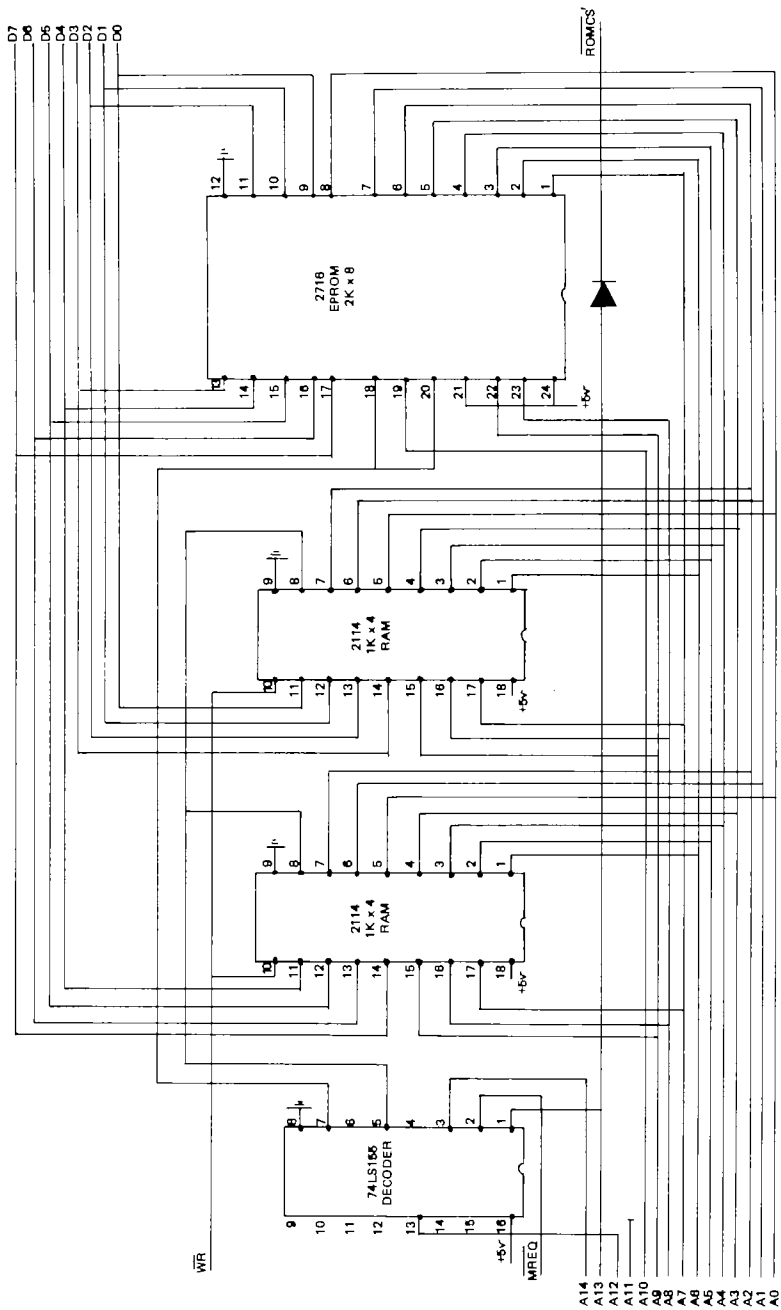 D7
D6
D5
D4
D3
D2
D1
D0
WR
74LS155
DECODER
9
10
11
12
13
14
15
16
+5v
8
7
6
5
4
3
2
1
MREQ
2114
1K x 4
RAM
10
11
12
13
14
15
16
17
18
+5v
9
8
7
6
5
4
3
2
1
2114
1K x 4
RAM
10
11
12
13
14
15
16
17
18
+5v
9
8
7
6
5
4
3
2
1
2716
EPROM
2K x 8
13
14
15
16
17
18
19
20
21
22
23
24
+5v
12
11
10
9
8
7
6
5
4
3
2
1
ROMCS'
A14
A13
A12
A11
A10
A9
A8
A7
A6
A5
A4
A3
A2
A1
A0